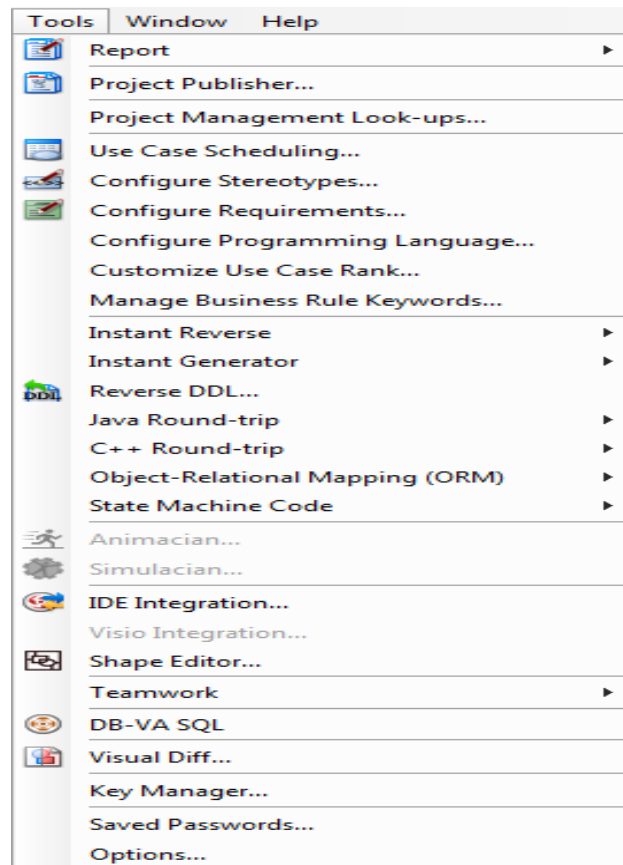 Tools Window Help
Report
Project Publisher...
Project Management Look-ups...
Use Case Scheduling...
Configure Stereotypes...
Configure Requirements...
Configure Programming Language...
Customize Use Case Rank...
Manage Business Rule Keywords...
Instant Reverse
Instant Generator
DDL
Reverse DDL...
Java Round-trip
C++ Round-trip
Object-Relational Mapping (ORM)
State Machine Code
Animacian...
Simulacian...
IDE Integration...
Visio Integration...
Shape Editor...
Teamwork
DB-VA SQL
Visual Diff...
Key Manager...
Saved Passwords...
Options...